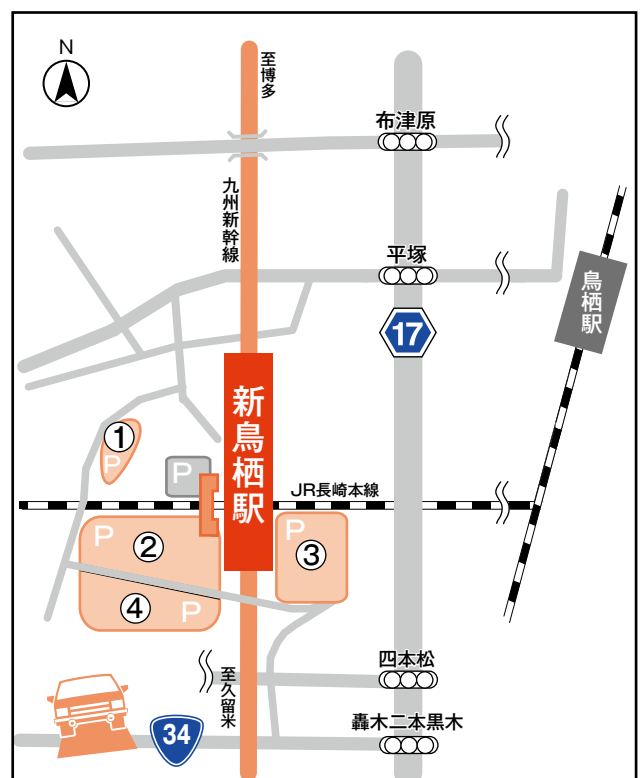 N
至博多
布津原
九州新幹線
平塚
鳥栖駅
17
新鳥栖駅
①
P
P
JR長崎本線
P
②
P
③
④
P
四本松
至久留米
34
轟木二本黒木